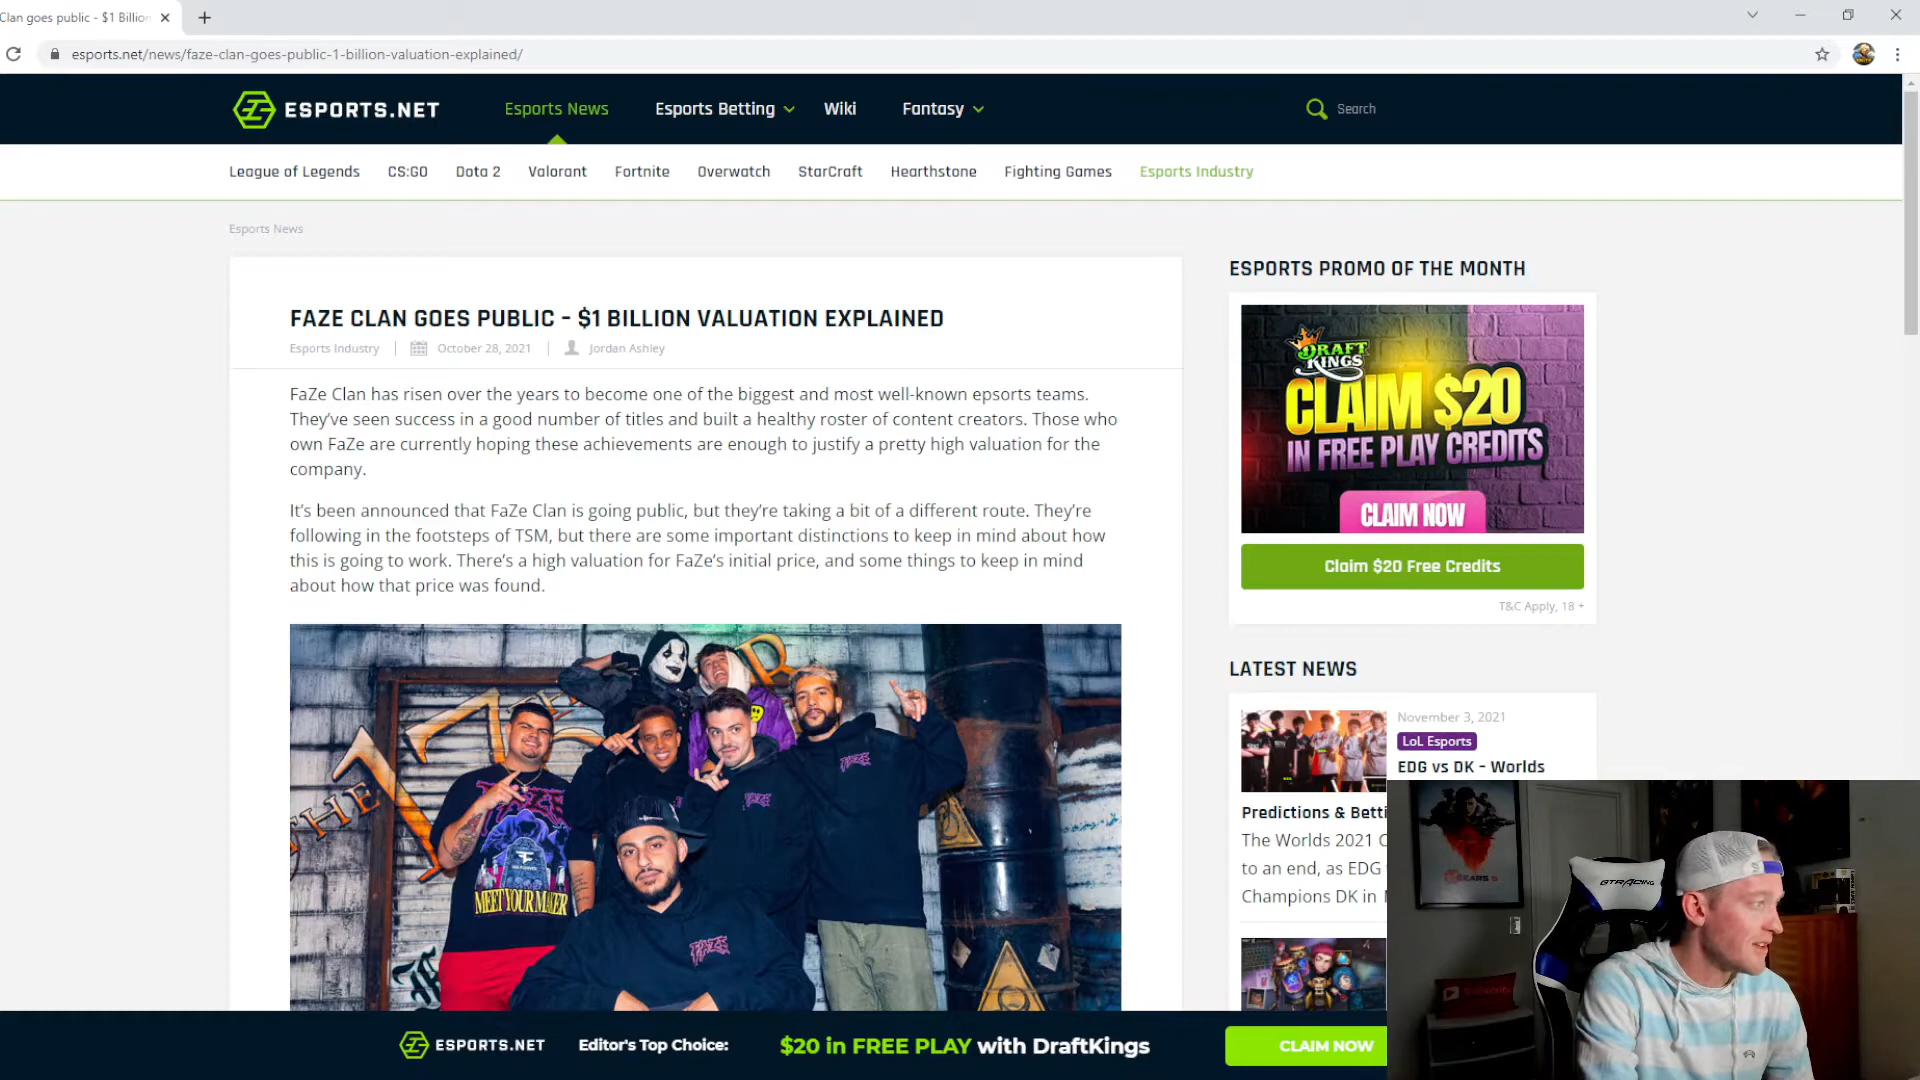 Clan goes public - $1 Billion
esports.net/news/faze-clan-goes-public-1-billion-valuation-explained/
ESPORTS.NET
Esports News
Esports Betting
Wiki
Fantasy
Search
League of Legends
CS:GO
Dota 2
Valorant
Fortnite
Overwatch
StarCraft
Hearthstone
Fighting Games
Esports Industry
Esports News
FAZE CLAN GOES PUBLIC – $1 BILLION VALUATION EXPLAINED
Esports Industry
October 28, 2021
Jordan Ashley
FaZe Clan has risen over the years to become one of the biggest and most well-known epsorts teams.
They've seen success in a good number of titles and built a healthy roster of content creators. Those who
own FaZe are currently hoping these achievements are enough to justify a pretty high valuation for the
company.
It's been announced that FaZe Clan is going public, but they're taking a bit of a different route. They're
following in the footsteps of TSM, but there are some important distinctions to keep in mind about how
this is going to work. There's a high valuation for FaZe's initial price, and some things to keep in mind
about how that price was found.
THE
FAZE
MEET YOUR MAKER
FAZE
FAZE
FAZE
ESPORTS PROMO OF THE MONTH
DRAFT
KINGS
CLAIM $20
IN FREE PLAY CREDITS
CLAIM NOW
Claim $20 Free Credits
T&C Apply, 18 +
LATEST NEWS
November 3, 2021
LoL Esports
EDG vs DK – Worlds
Predictions & Betti
The Worlds 2021 C
to an end, as EDG
Champions DK in
GEARS 5
GTRACING
ESPORTS.NET
Editor's Top Choice:
$20 in FREE PLAY with DraftKings
CLAIM NOW